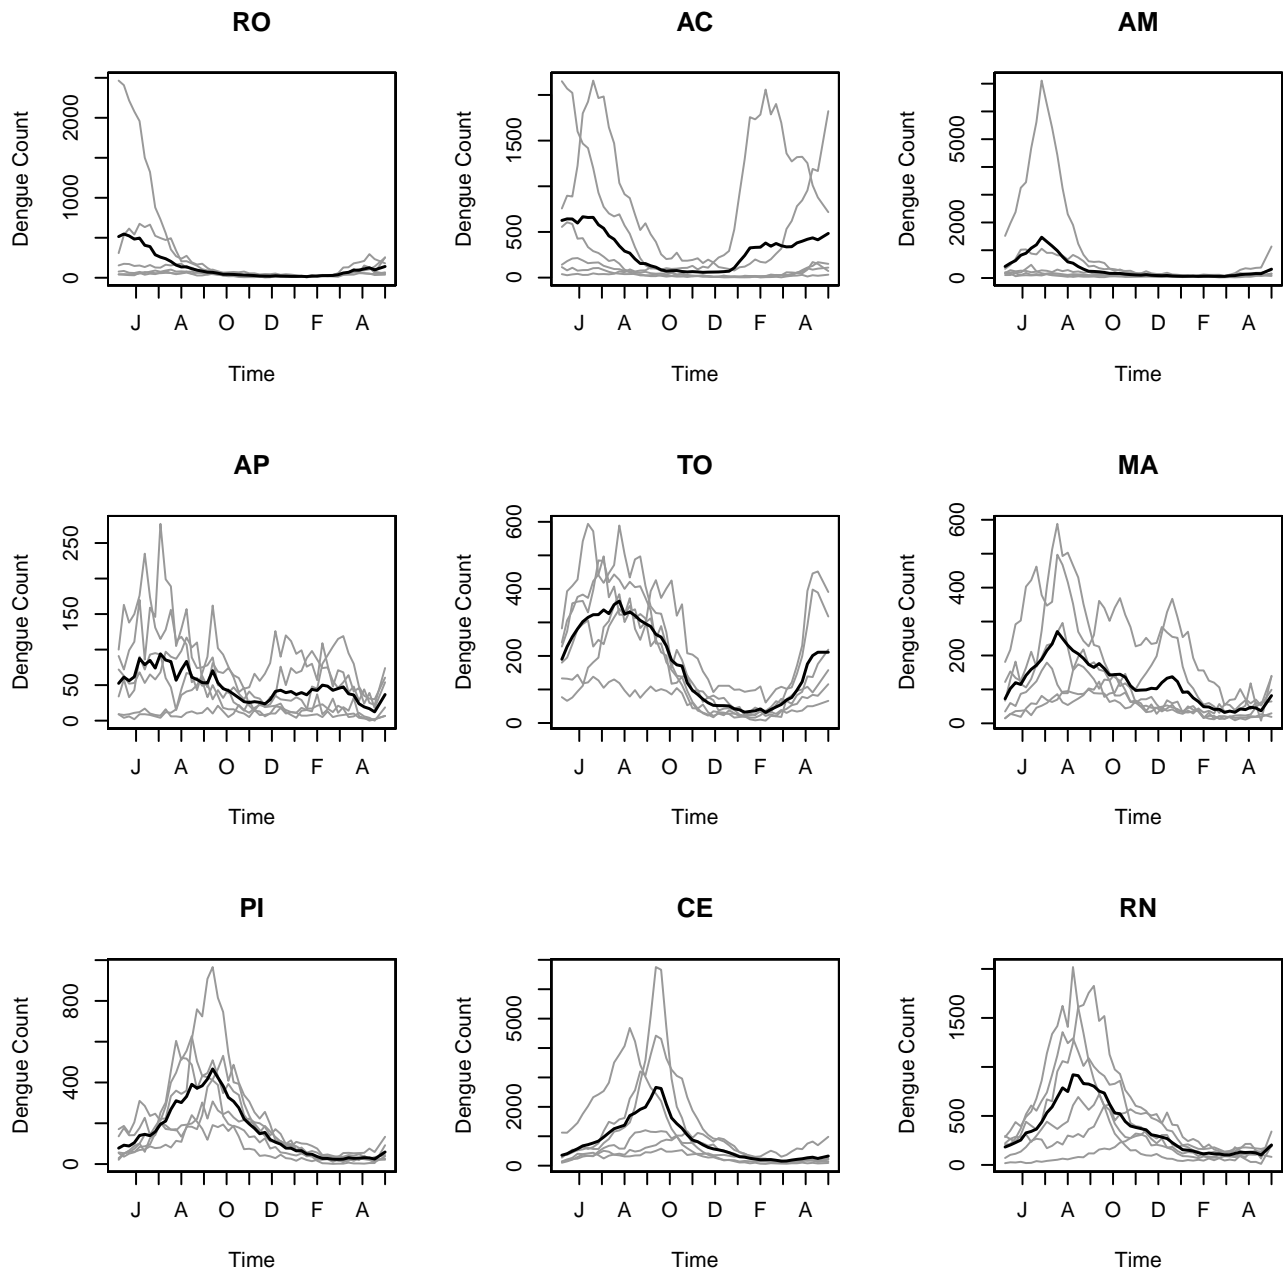 RO
Dengue Count
0 1000 2000
J A O D F A
Time
AC
Dengue Count
0 500 1500
J A O D F A
Time
AM
Dengue Count
0 2000 5000
J A O D F A
Time
AP
Dengue Count
0 50 150 250
J A O D F A
Time
TO
Dengue Count
0 200 400 600
J A O D F A
Time
MA
Dengue Count
0 200 400 600
J A O D F A
Time
PI
Dengue Count
0 400 800
J A O D F A
Time
CE
Dengue Count
0 2000 5000
J A O D F A
Time
RN
Dengue Count
0 500 1500
J A O D F A
Time